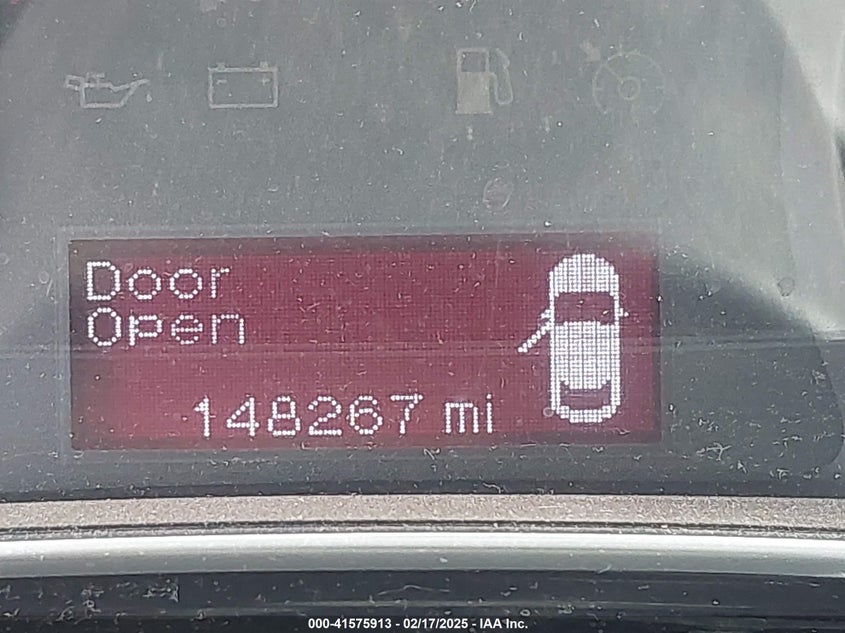 Door
Open
148267 mi
000-41575913 - 02/17/2025 - IAA Inc.